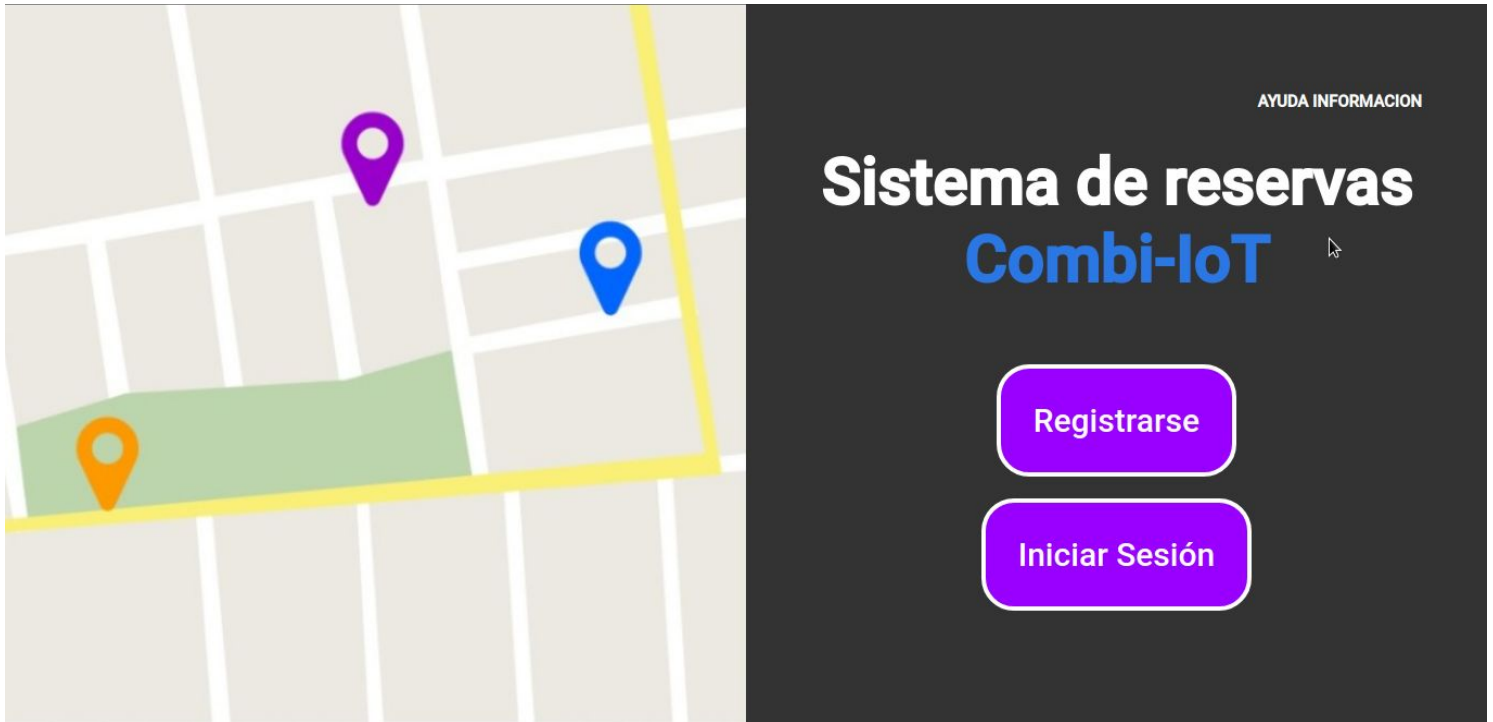 AYUDA INFORMACION
Sistema de reservas
Combi-IoT
Registrarse
Iniciar Sesión